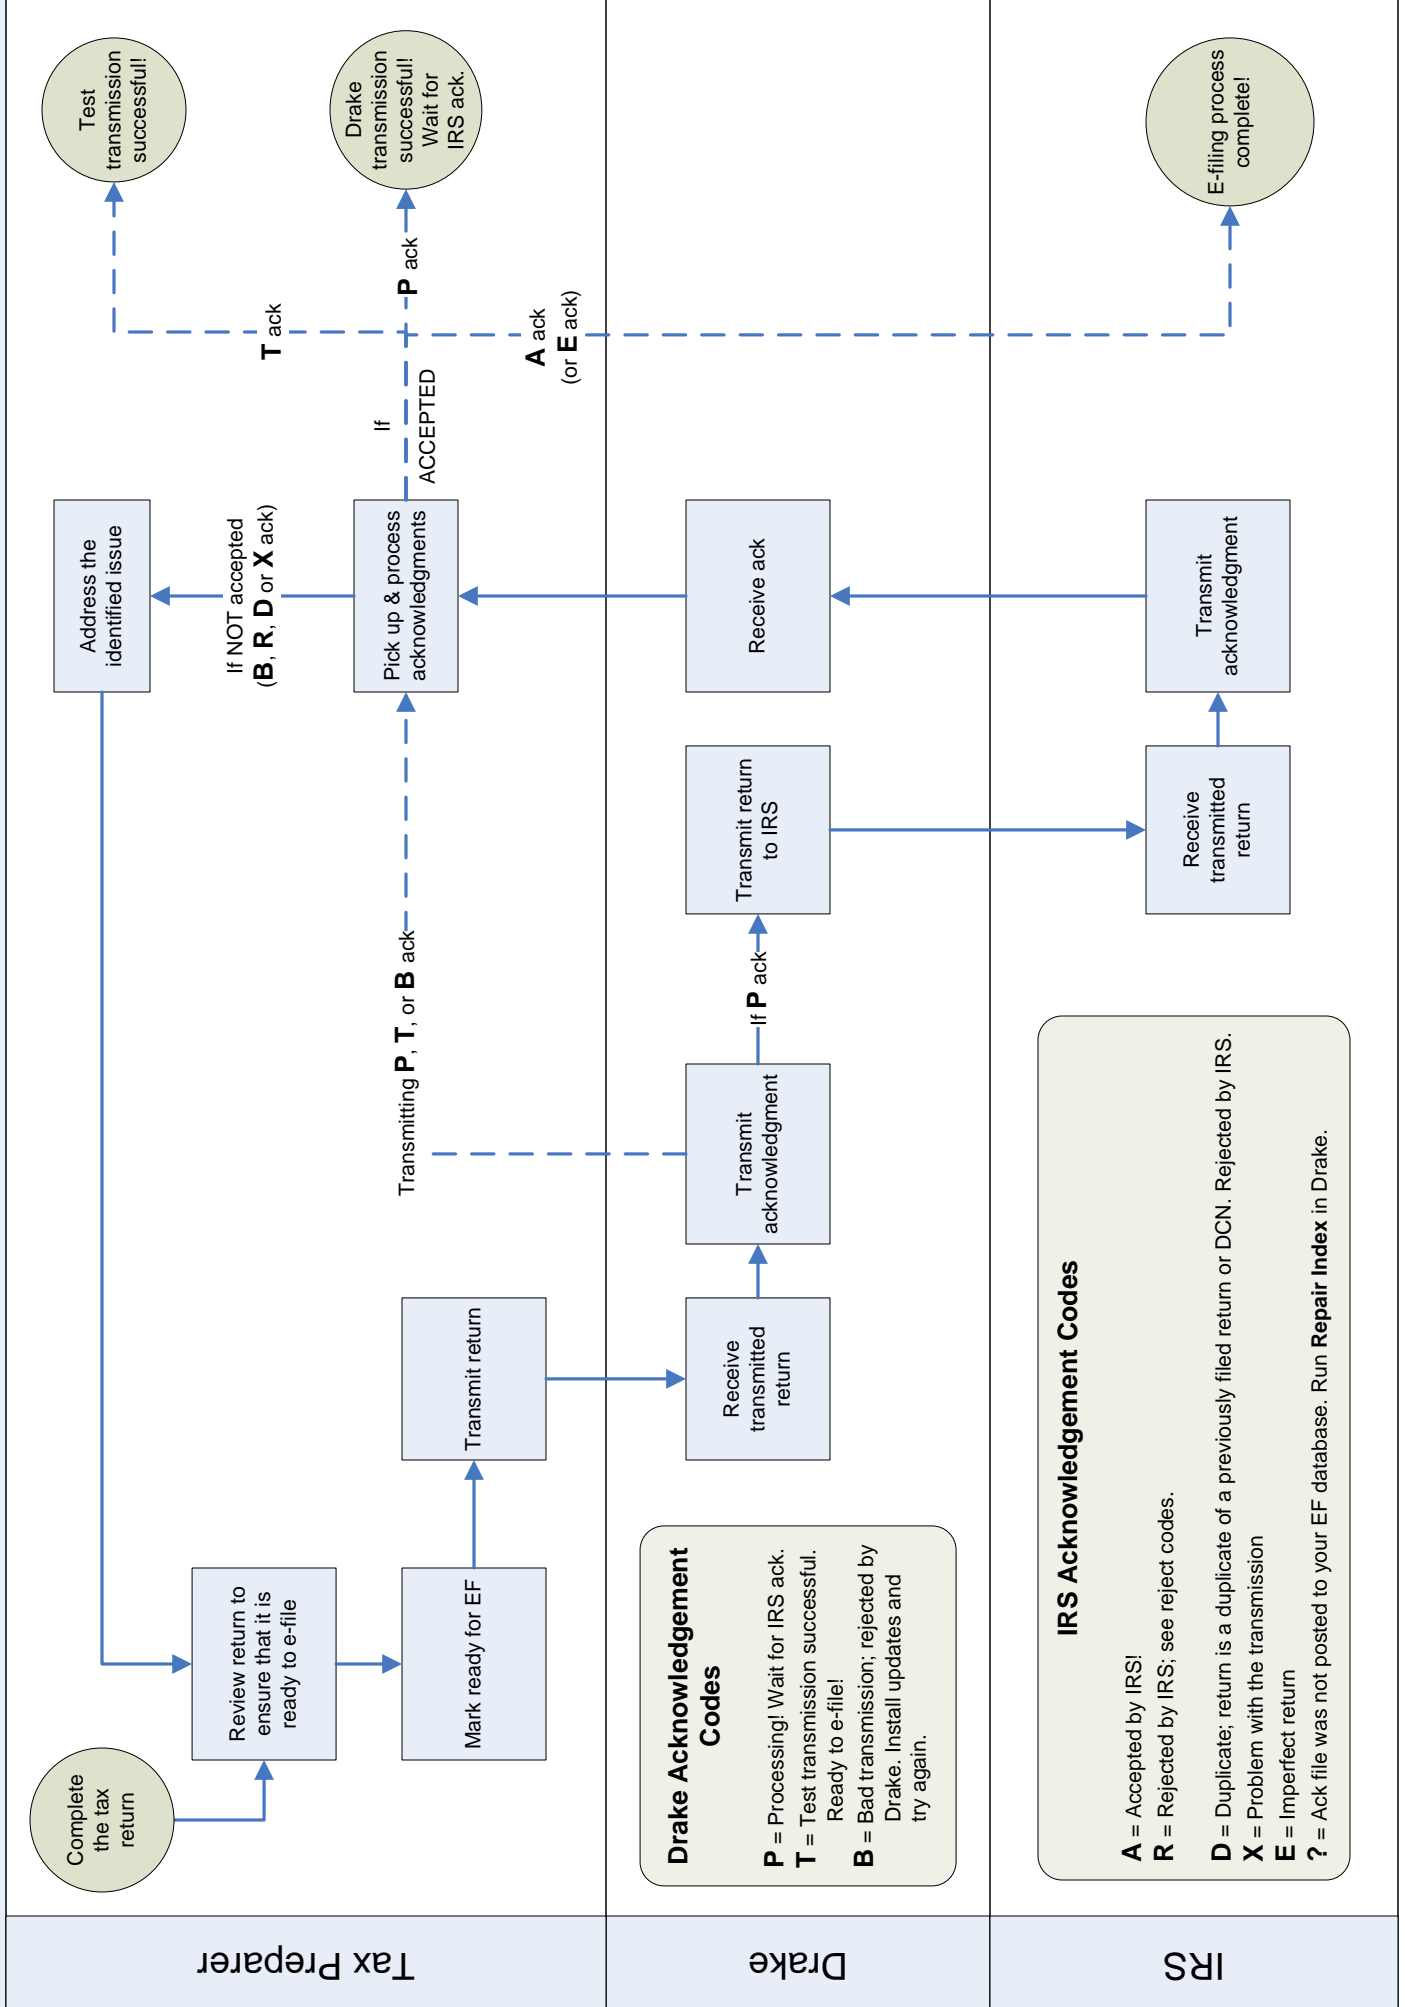 Tax Preparer
Complete
the tax
return
Review return to
ensure that it is
ready to e-file
Mark ready for EF
Transmit return
Transmitting P, T, or B ack
Address the
identified issue
If NOT accepted
(B, R, D or X ack)
Pick up & process
acknowledgments
If
ACCEPTED
T ack
P ack
A ack
(or E ack)
Test
transmission
successful!
Drake
transmission
successful!
Wait for
IRS ack.
Drake
Drake Acknowledgement
Codes
P = Processing! Wait for IRS ack.
T = Test transmission successful.
Ready to e-file!
B = Bad transmission; rejected by
Drake. Install updates and
try again.
Receive
transmitted
return
Transmit
acknowledgment
If P ack
Transmit return
to IRS
Receive ack
IRS
IRS Acknowledgement Codes
A = Accepted by IRS!
R = Rejected by IRS; see reject codes.
D = Duplicate; return is a duplicate of a previously filed return or DCN. Rejected by IRS.
X = Problem with the transmission
E = Imperfect return
? = Ack file was not posted to your EF database. Run Repair Index in Drake.
Receive
transmitted
return
Transmit
acknowledgment
E-filing process
complete!